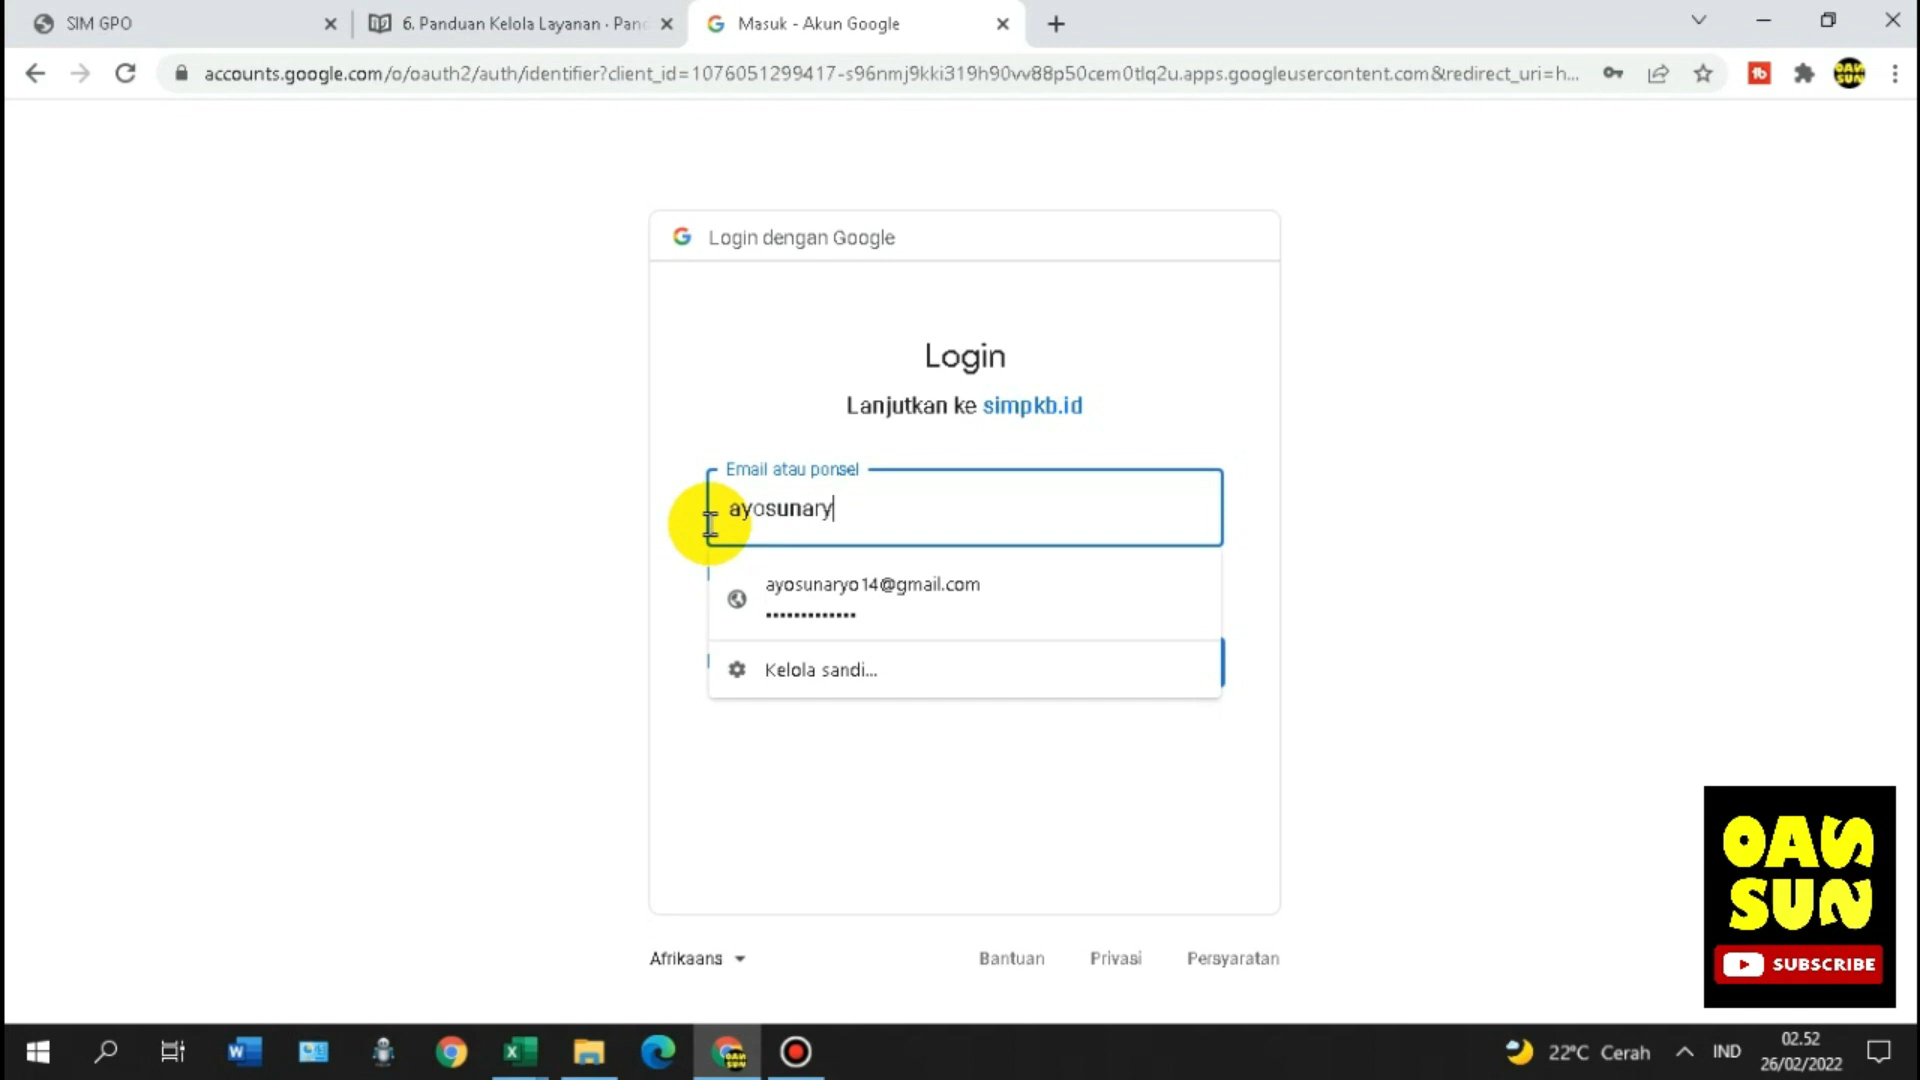 SIM GPO
6. Panduan Kelola Layanan · Pan
Masuk - Akun Google
accounts.google.com/o/oauth2/auth/identifier?client_id=1076051299417-s96nmj9kki319h90vv88p50cem0tlq2u.apps.googleusercontent.com&redirect_uri=h...
Login dengan Google
Login
Lanjutkan ke simpkb.id
Email atau ponsel
ayosunary
ayosunaryo14@gmail.com
Kelola sandi...
Afrikaans
Bantuan
Privasi
Persyaratan
OAS
SUN
SUBSCRIBE
22°C Cerah
IND
02.52
26/02/2022